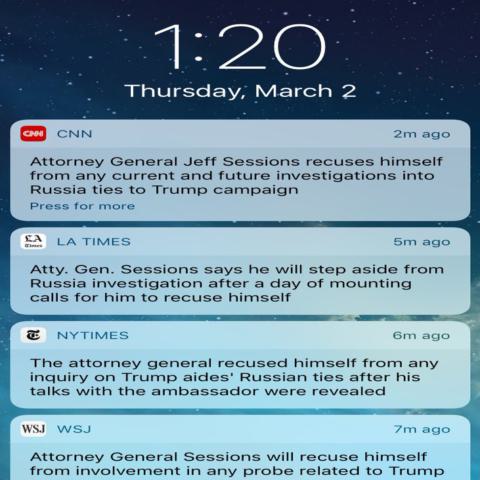 1:20
Thursday, March 2
CNN CNN 2m ago
Attorney General Jeff Sessions recuses himself
from any current and future investigations into
Russia ties to Trump campaign
Press for more
LA Times LA TIMES 5m ago
Atty. Gen. Sessions says he will step aside from
Russia investigation after a day of mounting
calls for him to recuse himself
T NYTIMES 6m ago
The attorney general recused himself from any
inquiry on Trump aides' Russian ties after his
talks with the ambassador were revealed
WSJ WSJ 7m ago
Attorney General Sessions will recuse himself
from involvement in any probe related to Trump